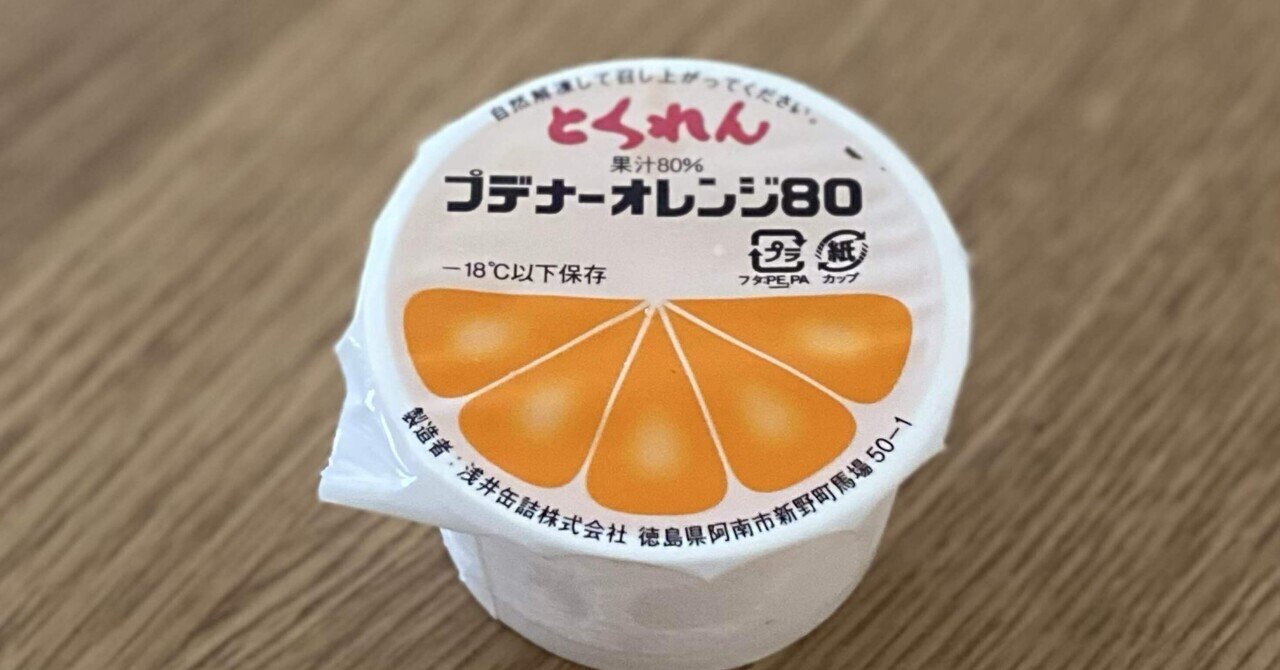 自然解凍して召し上がってください。
とくれん
果汁80%
プデナーオレンジ80
プラ 紙
フタ:PE,PA カップ
−18℃以下保存
製造者・浅井缶詰株式会社 徳島県阿南市新野町馬場50−1